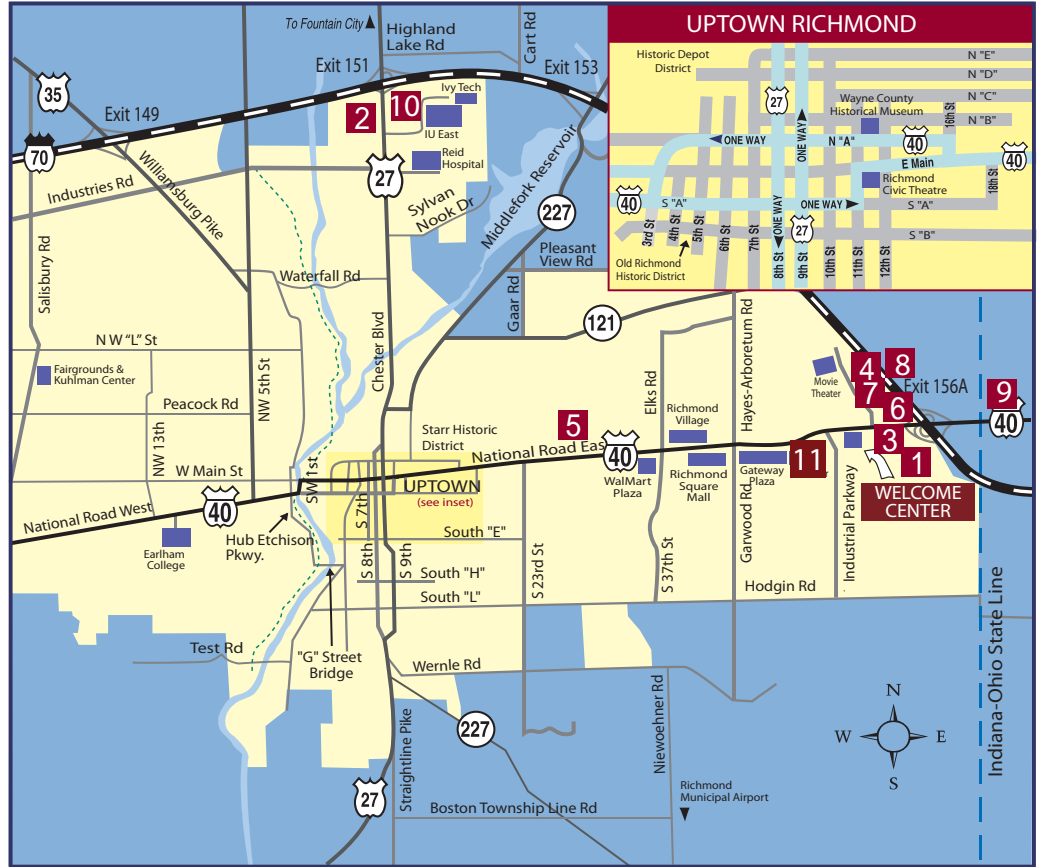 To Fountain City
Highland
Lake Rd
Cart Rd
Exit 151
Exit 153
35
Exit 149
70
2
10
Ivy Tech
IU East
Reid
Hospital
27
Williamsburg Pike
Industries Rd
Sylvan
Nook Dr
Middlefork Reservoir
227
Pleasant
View Rd
Salisbury Rd
Waterfall Rd
Gaar Rd
121
N W "L" St
Chester Blvd
NW 5th St
Fairgrounds &
Kuhlman Center
Peacock Rd
NW 13th
W Main St
SW 1st
Starr Historic
District
National Road East
5
40
Elks Rd
Richmond
Village
Hayes-Arboretum Rd
Movie
Theater
4
8
7
Exit 156A
6
9
40
3
1
11
WalMart
Plaza
Richmond
Square
Mall
Gateway
Plaza
WELCOME
CENTER
UPTOWN
(see inset)
National Road West
40
Hub Etchison
Pkwy.
Earlham
College
S 7th
S 8th
S 9th
South "E"
South "H"
South "L"
S 23rd St
S 37th St
Garwood Rd
Industrial Parkway
Hodgin Rd
Indiana-Ohio State Line
Test Rd
"G" Street
Bridge
Wernle Rd
227
Straightline Pike
27
Niewoehner Rd
Boston Township Line Rd
Richmond
Municipal Airport
N
W
E
S
UPTOWN RICHMOND
Historic Depot
District
N "E"
N "D"
N "C"
N "B"
27
Wayne County
Historical Museum
16th St
ONE WAY
ONE WAY
N "A"
40
E Main
40
Richmond
Civic Theatre
18th St
40
S "A"
ONE WAY
ONE WAY
S "A"
27
S "B"
3rd St
4th St
5th St
6th St
7th St
8th St
9th St
10th St
11th St
12th St
Old Richmond
Historic District